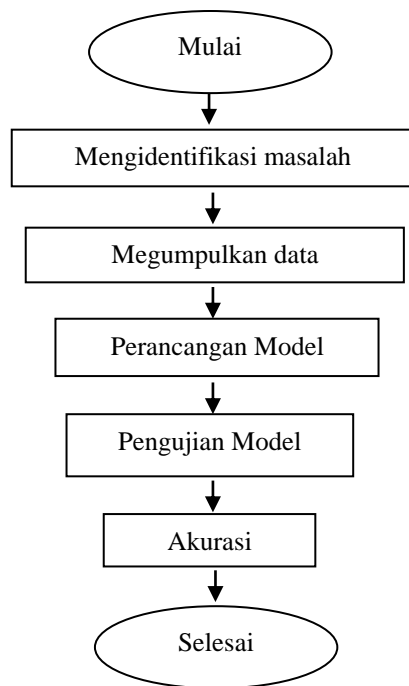 Mulai
Mengidentifikasi masalah
Megumpulkan data
Perancangan Model
Pengujian Model
Akurasi
Selesai